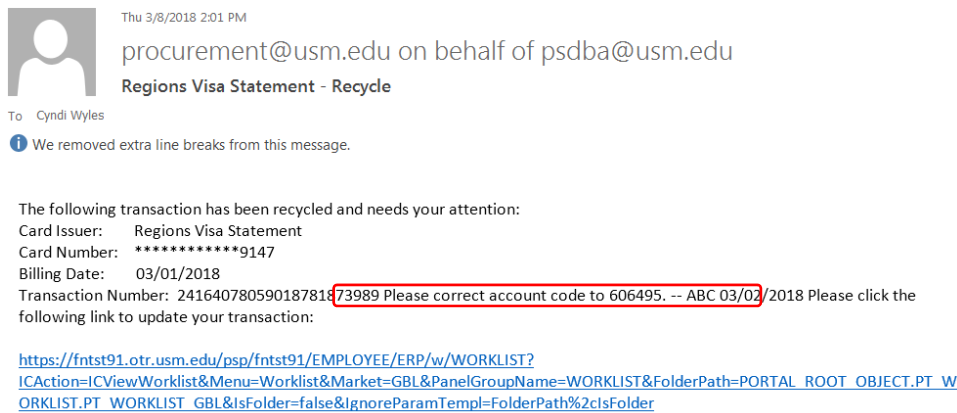 Thu 3/8/2018 2:01 PM
procurement@usm.edu on behalf of psdba@usm.edu
Regions Visa Statement - Recycle
To Cyndi Wyles
We removed extra line breaks from this message.
The following transaction has been recycled and needs your attention:
Card Issuer: Regions Visa Statement
Card Number: ************9147
Billing Date: 03/01/2018
Transaction Number: 24164078059018781873989 Please correct account code to 606495. -- ABC 03/02/2018 Please click the
following link to update your transaction:
https://fntst91.otr.usm.edu/psp/fntst91/EMPLOYEE/ERP/w/WORKLIST?
ICAction=ICViewWorklist&Menu=Worklist&Market=GBL&PanelGroupName=WORKLIST&FolderPath=PORTAL_ROOT_OBJECT.PT_W
ORKLIST.PT_WORKLIST_GBL&IsFolder=false&IgnoreParamTempl=FolderPath%2cIsFolder